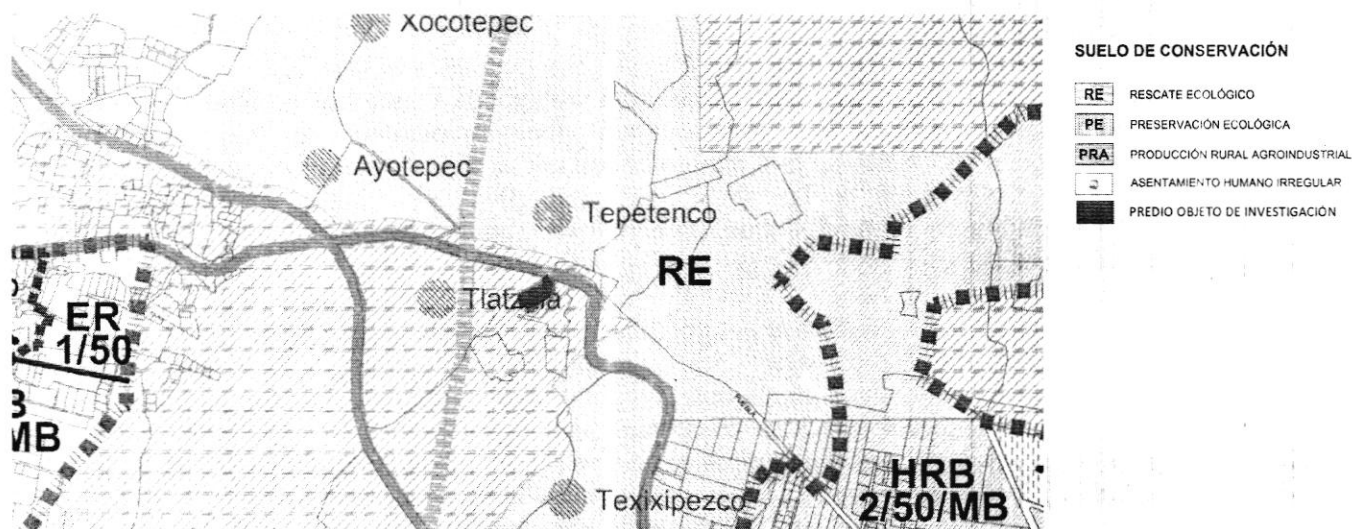 Xocotepec
Ayotepec
Tepetenco
RE
ER
1/50
MB
HRB
2/50/MB
Texixipezco
SUELO DE CONSERVACIÓN
RE RESCATE ECOLÓGICO
PE PRESERVACIÓN ECOLÓGICA
PRA PRODUCCIÓN RURAL AGROINDUSTRIAL
ASENTAMIENTO HUMANO IRREGULAR
PREDIO OBJETO DE INVESTIGACIÓN